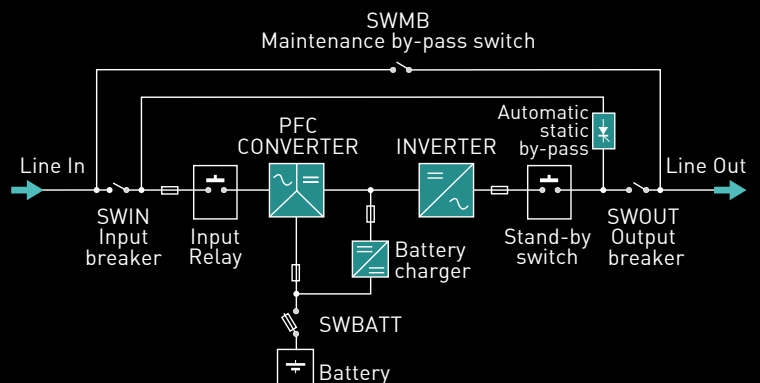 SWMB
Maintenance by-pass switch
Automatic
static
by-pass
PFC
CONVERTER
INVERTER
Line In
Line Out
SWIN
Input
breaker
Input
Relay
Battery
charger
Stand-by
switch
SWOUT
Output
breaker
SWBATT
Battery